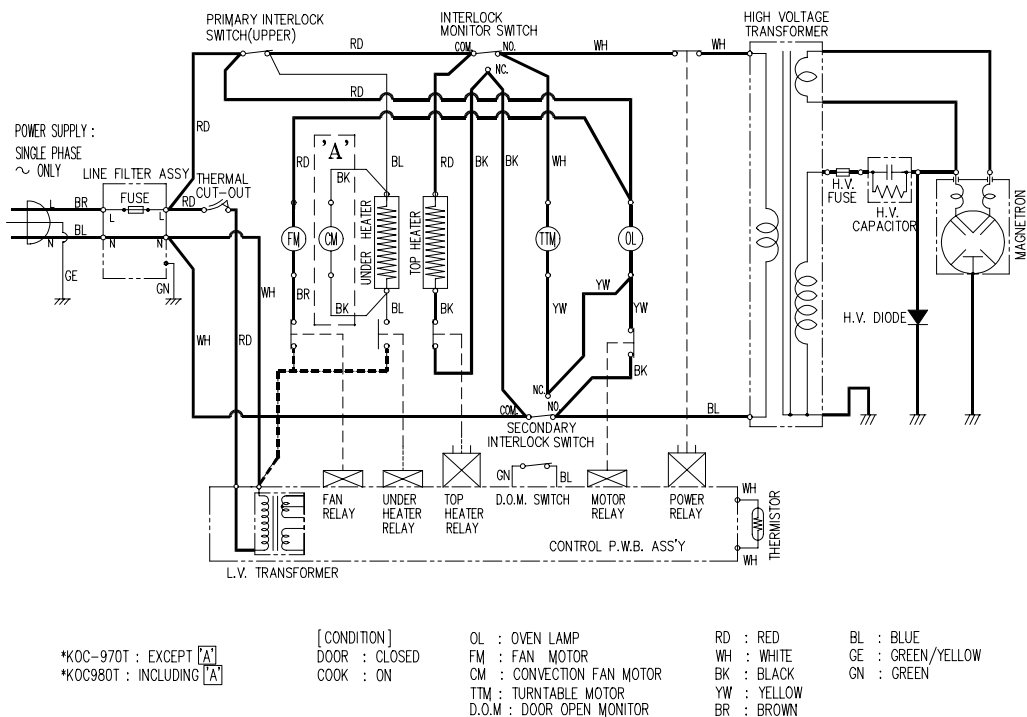 PRIMARY INTERLOCK
SWITCH(UPPER)
INTERLOCK
MONITOR SWITCH
HIGH VOLTAGE
TRANSFORMER
RD
COM.
NO.
WH
WH
NC.
RD
POWER SUPPLY :
SINGLE PHASE
~ ONLY
RD
'A'
RD
BK
BL
RD
BK
BK
WH
LINE FILTER ASSY
THERMAL
CUT-OUT
FUSE
BR
RD
L
L
L
H.V.
FUSE
H.V.
CAPACITOR
BL
N
N
N
FM
CM
UNDER HEATER
TOP HEATER
TTM
OL
MAGNETRON
GE
GN
WH
BR
BK
BL
BK
YW
YW
YW
H.V. DIODE
WH
RD
BK
NC.
COM.
NO.
BL
SECONDARY
INTERLOCK SWITCH
GN
BL
FAN
RELAY
UNDER
HEATER
RELAY
TOP
HEATER
RELAY
D.O.M. SWITCH
MOTOR
RELAY
POWER
RELAY
WH
THERMISTOR
CONTROL P.W.B. ASS'Y
WH
L.V. TRANSFORMER
*KOC-970T : EXCEPT 'A'
*KOC980T : INCLUDING 'A'
[CONDITION]
DOOR : CLOSED
COOK : ON
OL : OVEN LAMP
FM : FAN MOTOR
CM : CONVECTION FAN MOTOR
TTM : TURNTABLE MOTOR
D.O.M : DOOR OPEN MONITOR
RD : RED
WH : WHITE
BK : BLACK
YW : YELLOW
BR : BROWN
BL : BLUE
GE : GREEN/YELLOW
GN : GREEN